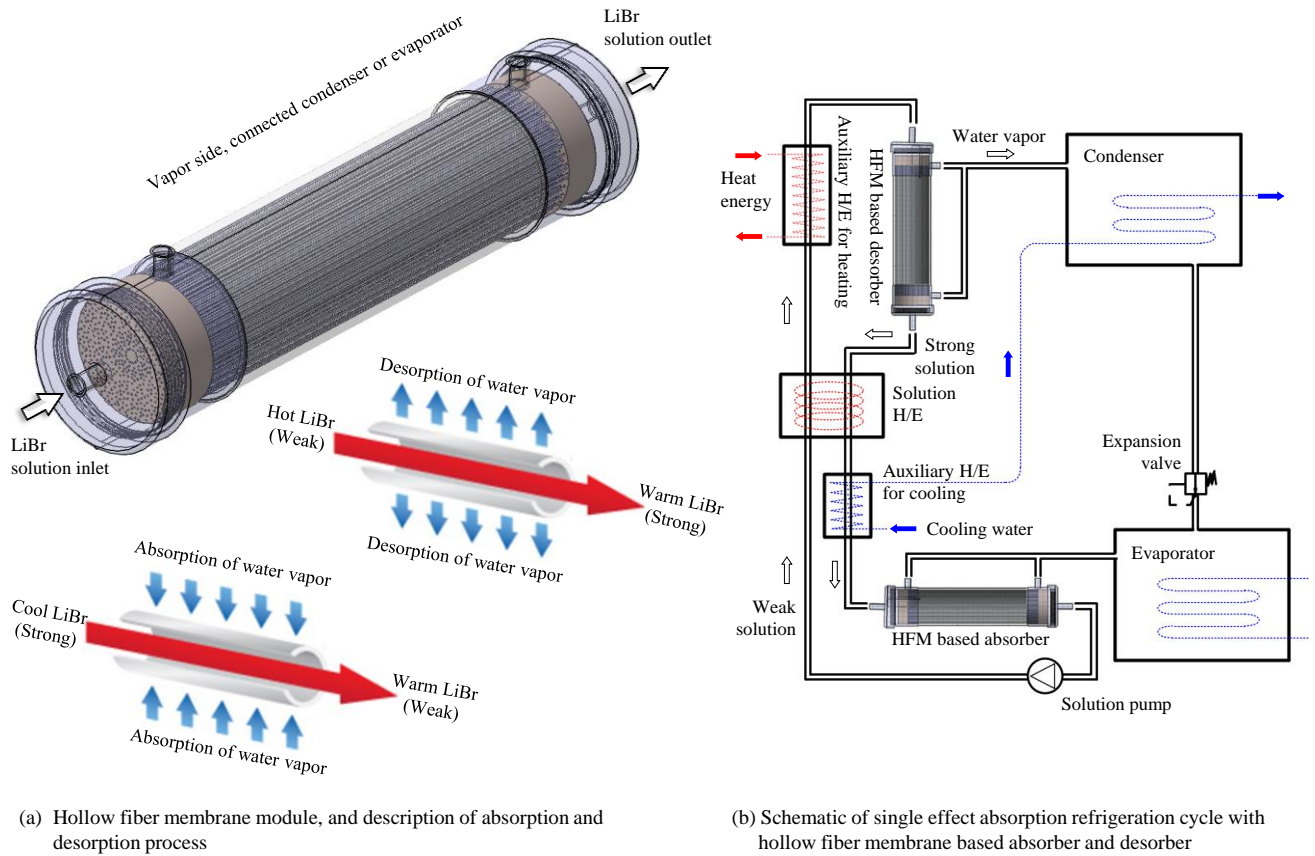 LiBr
solution outlet
Vapor side, connected condenser or evaporator
LiBr
solution inlet
Desorption of water vapor
Hot LiBr
(Weak)
Warm LiBr
(Strong)
Desorption of water vapor
Absorption of water vapor
Cool LiBr
(Strong)
Warm LiBr
(Weak)
Absorption of water vapor
(a) Hollow fiber membrane module, and description of absorption and
desorption process
Water vapor
Condenser
Heat
energy
Auxiliary H/E
for heating
HFM based desorber
Strong
solution
Solution
H/E
Expansion
valve
Auxiliary H/E
for cooling
Cooling water
Evaporator
Weak
solution
HFM based absorber
Solution pump
(b) Schematic of single effect absorption refrigeration cycle with
hollow fiber membrane based absorber and desorber